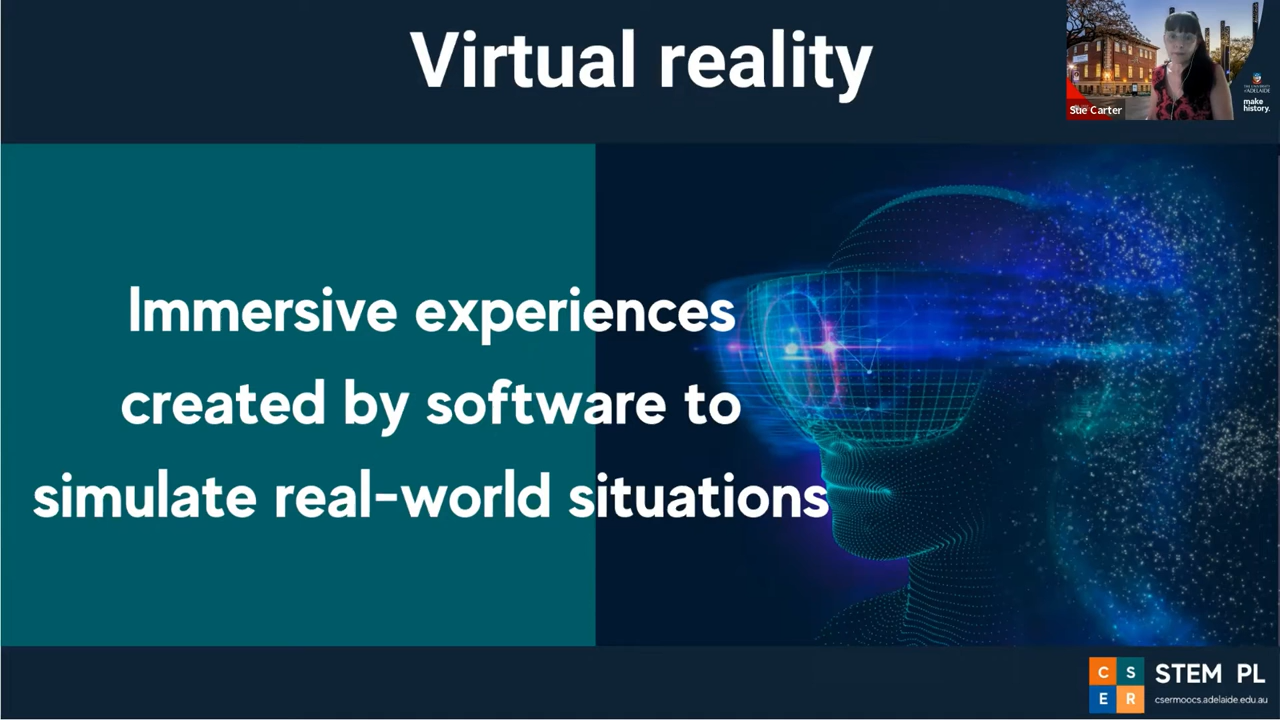 Virtual reality
Sue Carter
make
history.
Immersive experiences
created by software to
simulate real-world situations
C S
E R
STEM PL
csermoocs.adelaide.edu.au